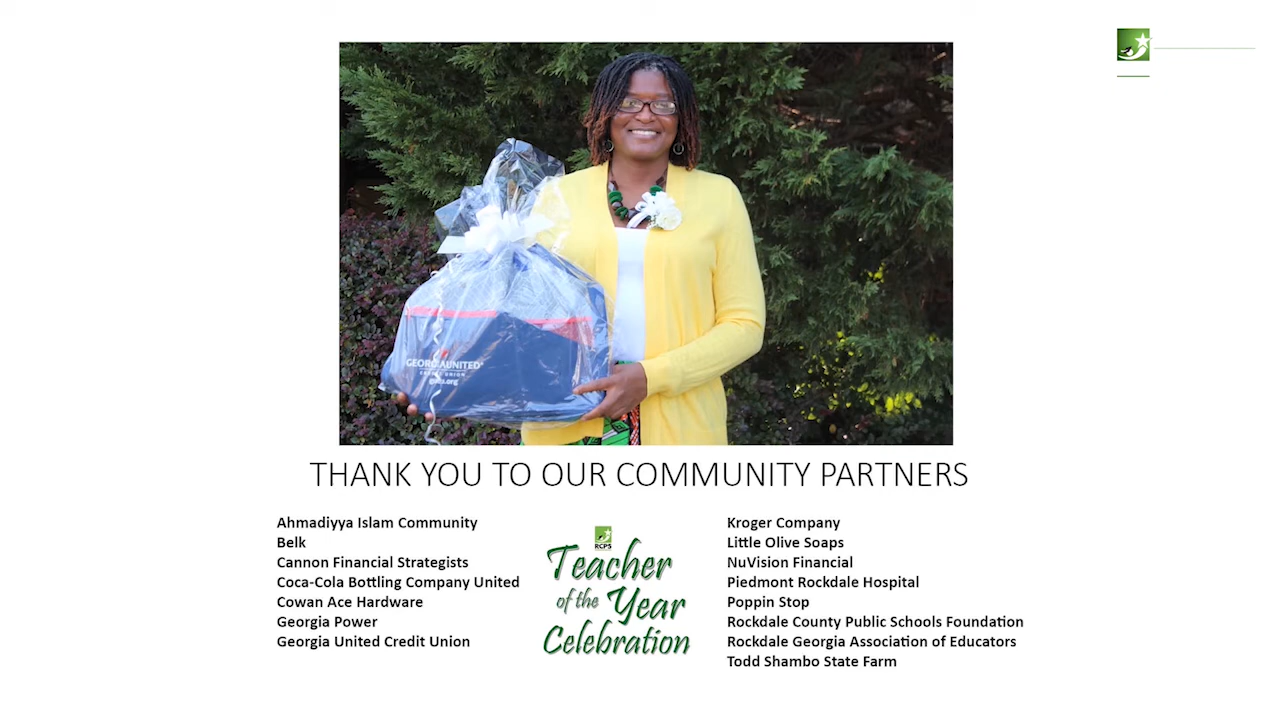 GEORGIAUNITED
CREDIT UNION
THANK YOU TO OUR COMMUNITY PARTNERS
Ahmadiyya Islam Community
Belk
Cannon Financial Strategists
Coca-Cola Bottling Company United
Cowan Ace Hardware
Georgia Power
Georgia United Credit Union
RCPS
Teacher
of the Year
Celebration
Kroger Company
Little Olive Soaps
NuVision Financial
Piedmont Rockdale Hospital
Poppin Stop
Rockdale County Public Schools Foundation
Rockdale Georgia Association of Educators
Todd Shambo State Farm